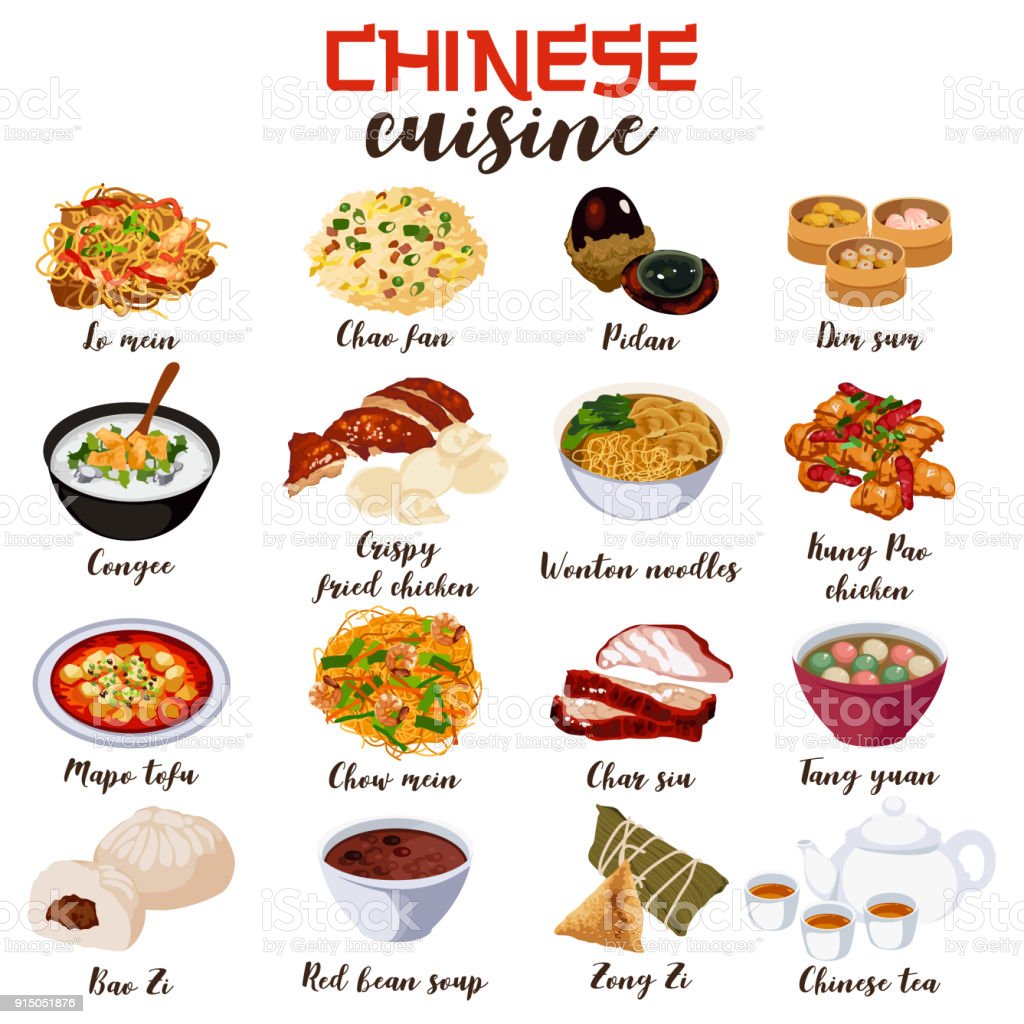 CHINESE
cuisine
Lo mein
Chao fan
Pidan
Dim sum
Congee
Crispy
fried chicken
Wonton noodles
Kung Pao
chicken
Mapo tofu
Chow mein
Char siu
Tang yuan
Bao Zi
Red bean soup
Zong Zi
Chinese tea
iStock
by Getty Images™
915051876